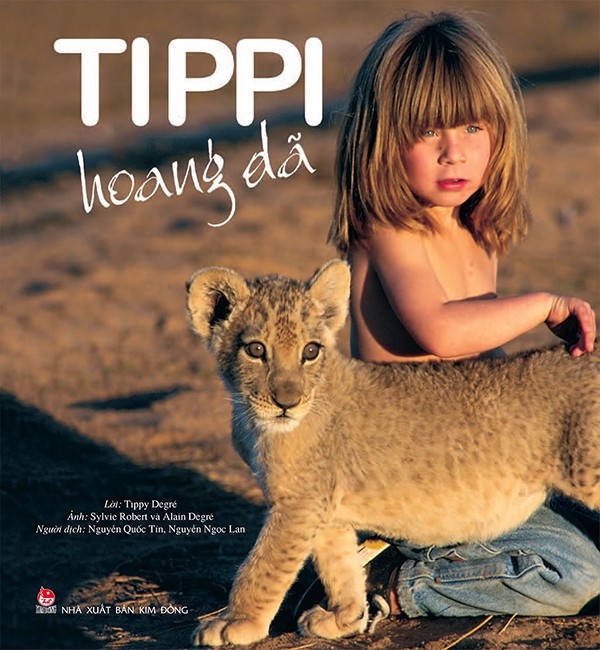 TIPPI
hoang dã
Lời: Tippy Degré
Ảnh: Sylvie Robert và Alain Degré
Người dịch: Nguyễn Quốc Tín, Nguyễn Ngọc Lan
NHÀ XUẤT BẢN KIM ĐỒNG